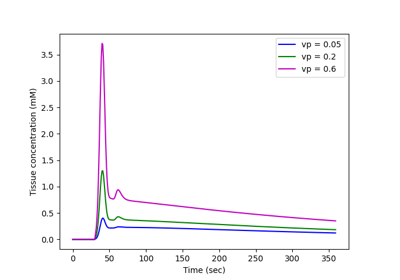 vp = 0.05
vp = 0.2
vp = 0.6
Tissue concentration (mM)
3.5
3.0
2.5
2.0
1.5
1.0
0.5
0.0
0 50 100 150 200 250 300 350
Time (sec)